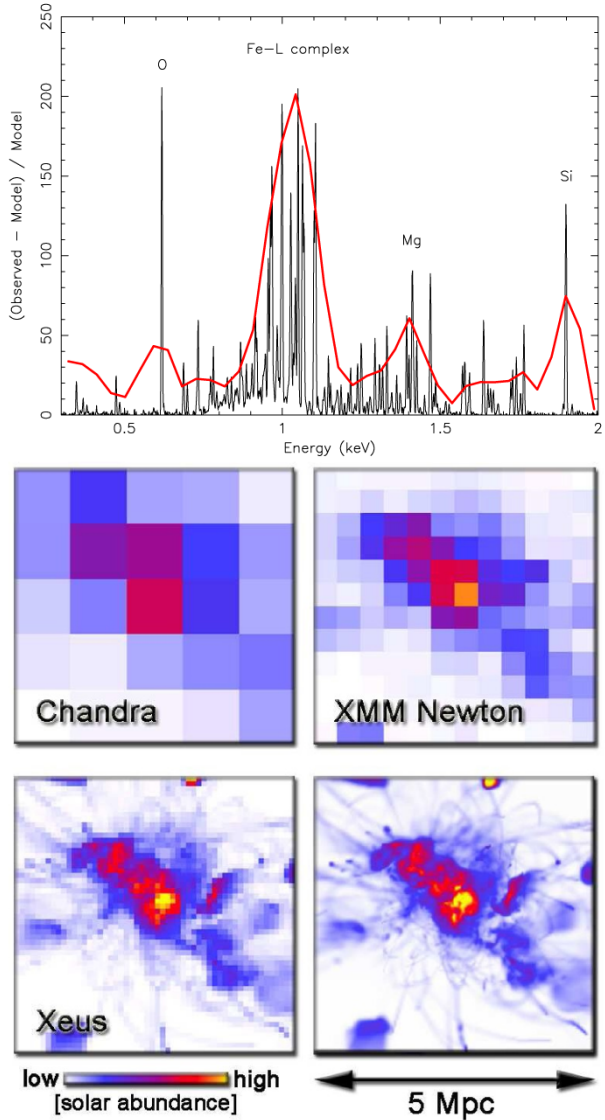 250
O
Fe−L complex
200
(Observed − Model) / Model
150
Si
Mg
100
50
0
0.5
1
1.5
2
Energy (keV)
Chandra
XMM Newton
Xeus
low
high
[solar abundance]
5 Mpc